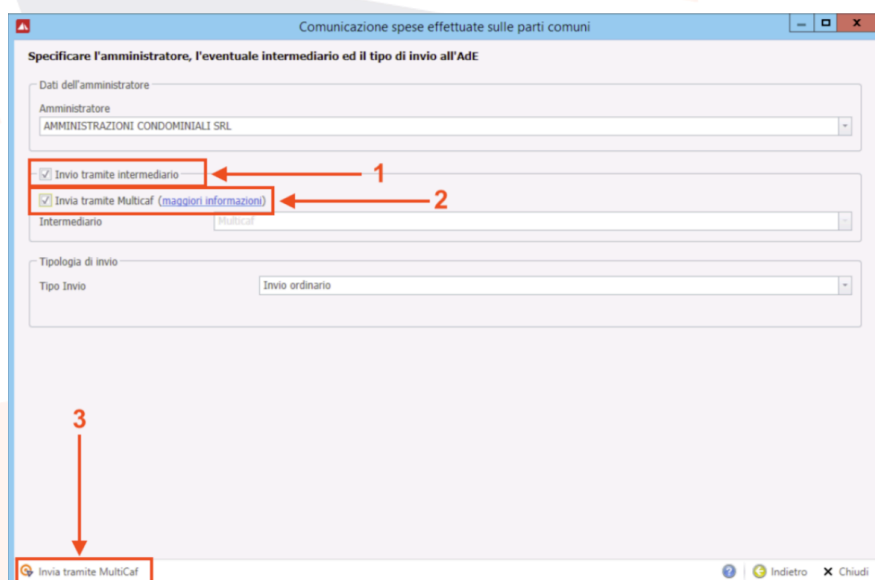 Comunicazione spese effettuate sulle parti comuni
Specificare l'amministratore, l'eventuale intermediario ed il tipo di invio all'AdE
Dati dell'amministratore
Amministratore
AMMINISTRAZIONI CONDOMINIALI SRL
Invio tramite intermediario
1
Invia tramite Multicaf (maggiori informazioni)
2
Intermediario
Multicaf
Tipologia di invio
Tipo Invio
Invio ordinario
3
Invia tramite MultiCaf
Indietro
Chiudi